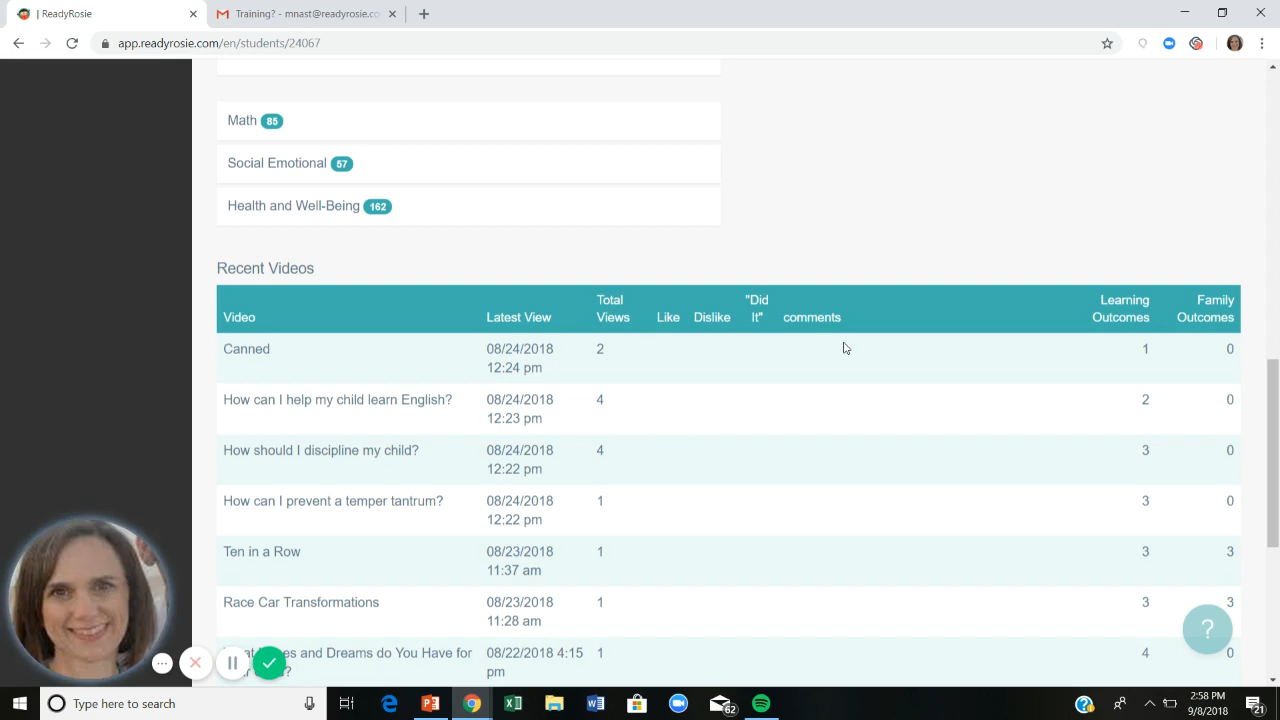 | ReadyRosie
Training? - mnast@readyrosie.co
app.readyrosie.com/en/students/24067
Math 85
Social Emotional 57
Health and Well-Being 162
Recent Videos
Video Latest View Total Views Like Dislike "Did It" comments Learning Outcomes Family Outcomes
Canned 08/24/2018 12:24 pm 2 1 0
How can I help my child learn English? 08/24/2018 12:23 pm 4 2 0
How should I discipline my child? 08/24/2018 12:22 pm 4 3 0
How can I prevent a temper tantrum? 08/24/2018 12:22 pm 1 3 0
Ten in a Row 08/23/2018 11:37 am 1 3 3
Race Car Transformations 08/23/2018 11:28 am 1 3 3
and Dreams do You Have for 08/22/2018 4:15 pm 1 4 0
?
Type here to search
62
2:58 PM
9/8/2018
21